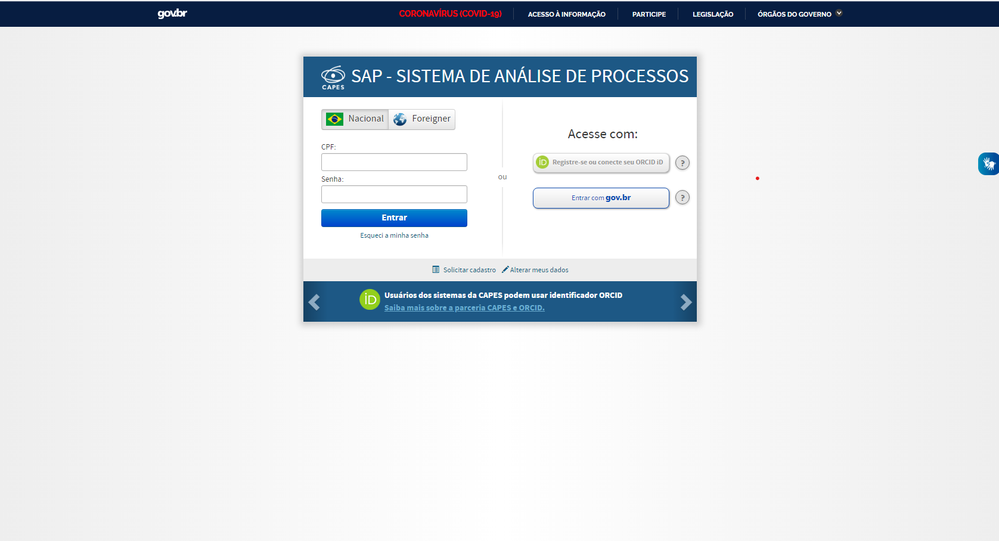 gov.br
CORONAVÍRUS (COVID-19)
ACESSO À INFORMAÇÃO
PARTICIPE
LEGISLAÇÃO
ÓRGÃOS DO GOVERNO
CAPES
SAP - SISTEMA DE ANÁLISE DE PROCESSOS
Nacional
Foreigner
CPF:
Senha:
Entrar
Esqueci a minha senha
ou
Acesse com:
iD Registre-se ou conecte seu ORCID iD
?
Entrar com gov.br
?
Solicitar cadastro
Alterar meus dados
iD
Usuários dos sistemas da CAPES podem usar identificador ORCID
Saiba mais sobre a parceria CAPES e ORCID.